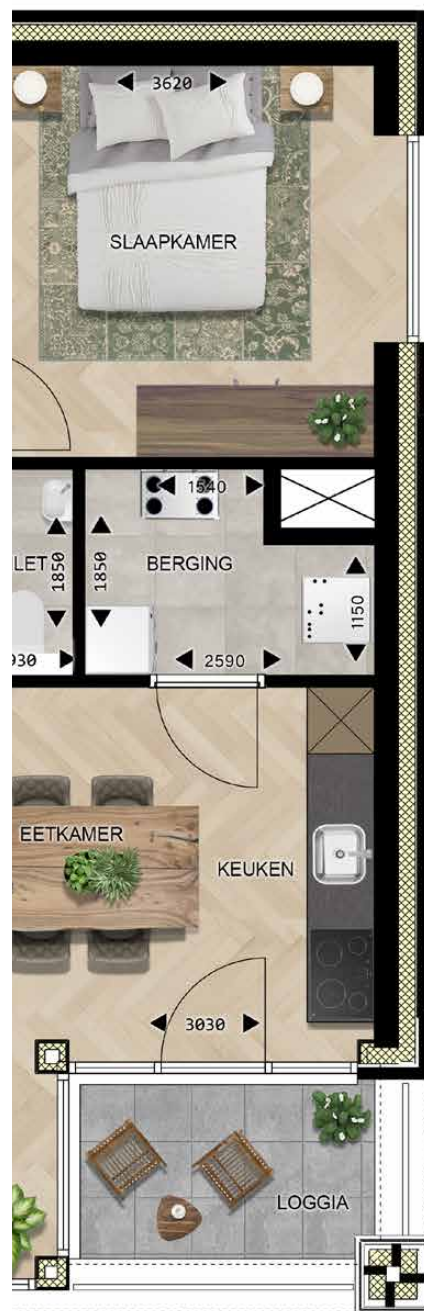 3620
SLAAPKAMER
1540
LET
1850
1850
BERGING
1150
930
2590
EETKAMER
KEUKEN
3030
LOGGIA